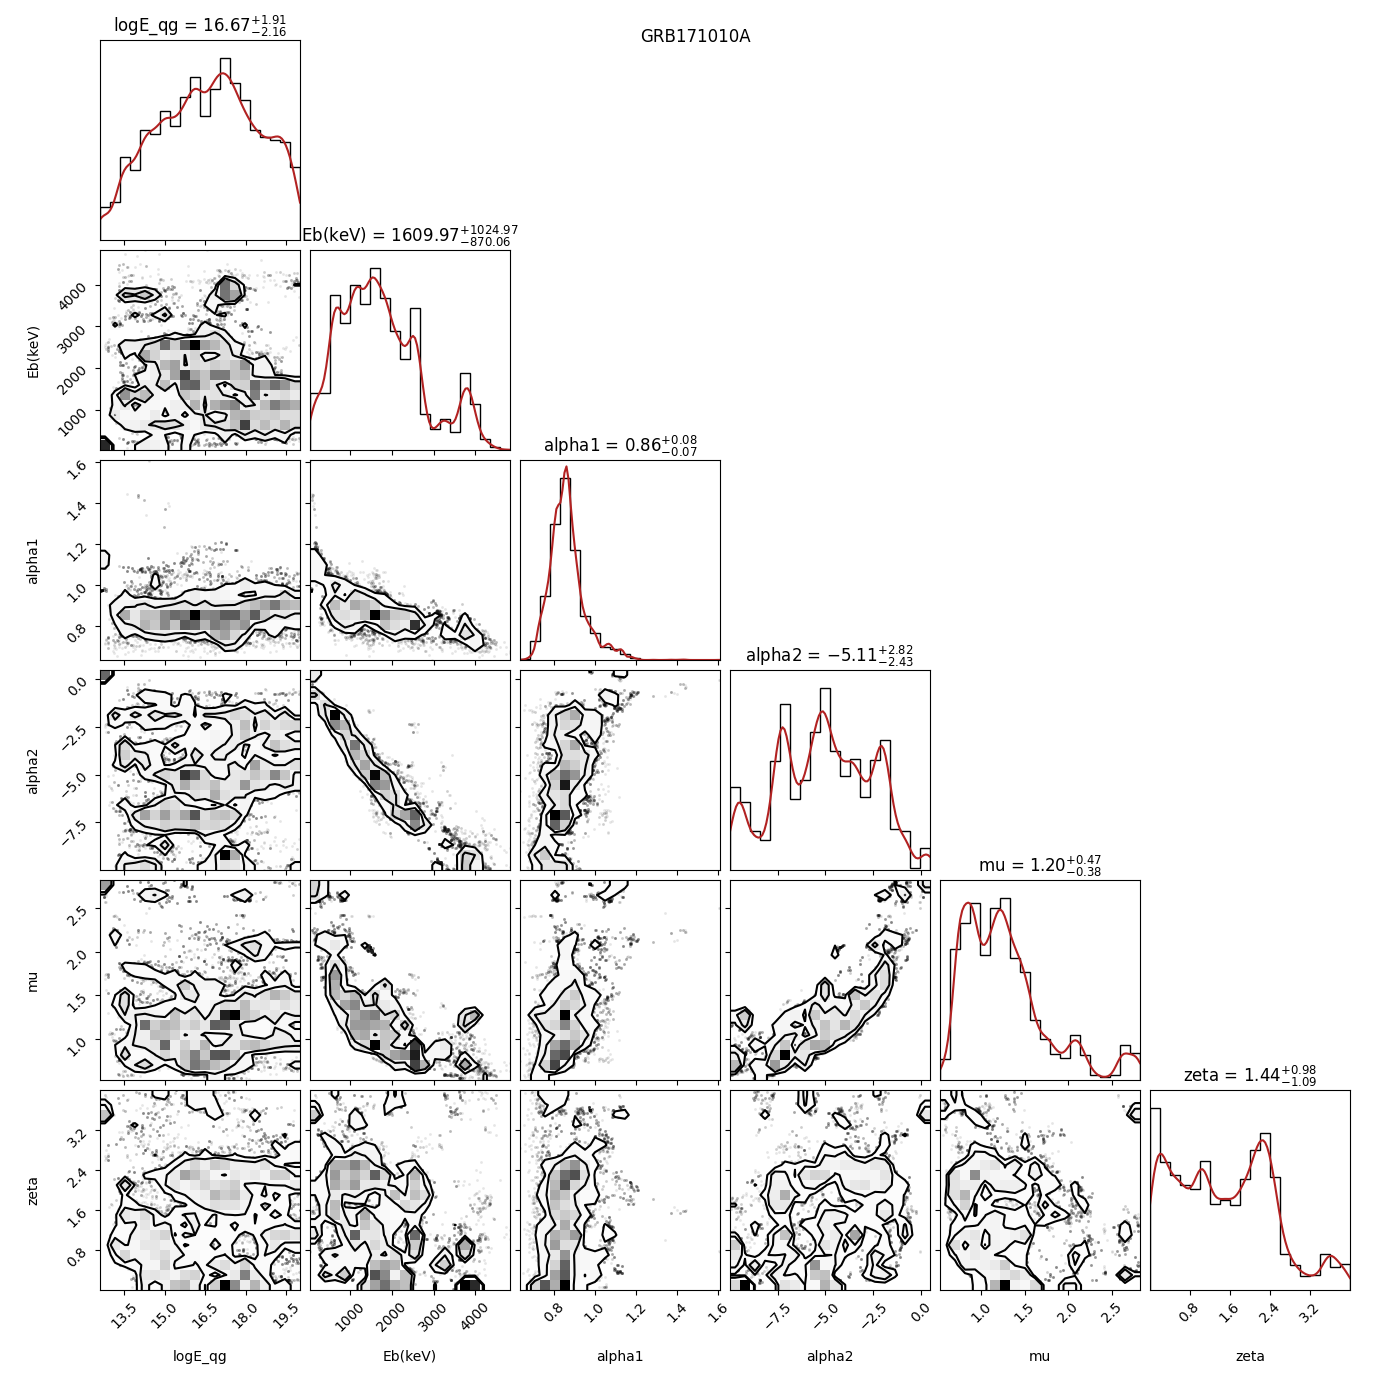 GRB171010A
logE_qg = 16.67+1.91 −2.16
Eb(keV) = 1609.97+1024.97 −870.06
alpha1 = 0.86+0.08 −0.07
alpha2 = −5.11+2.82 −2.43
mu = 1.20+0.47 −0.38
zeta = 1.44+0.98 −1.09
Eb(keV)
4000
3000
2000
1000
alpha1
1.6
1.4
1.2
1.0
0.8
alpha2
0.0
−2.5
−5.0
−7.5
mu
2.5
2.0
1.5
1.0
zeta
3.2
2.4
1.6
0.8
13.5 15.0 16.5 18.0 19.5
1000 2000 3000 4000
0.8 1.0 1.2 1.4 1.6
−7.5 −5.0 −2.5 0.0
1.0 1.5 2.0 2.5
0.8 1.6 2.4 3.2
logE_qg Eb(keV) alpha1 alpha2 mu zeta